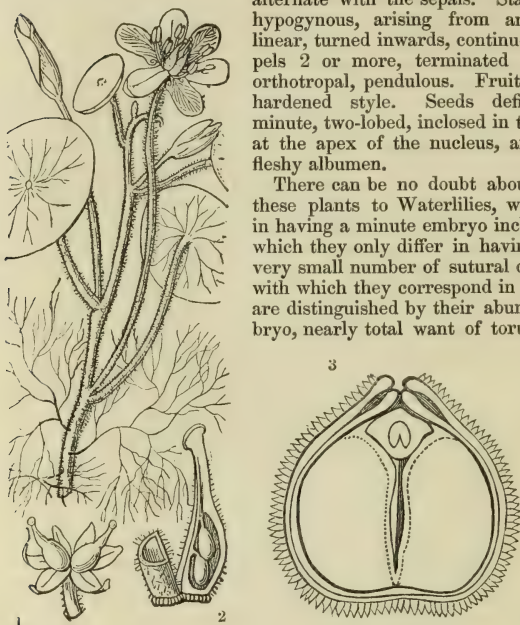 alternate with the sepals. Sta
hypogynous, arising from an
linear, turned inwards, continu
pels 2 or more, terminated
orthotropal, pendulous. Fruit
hardened style. Seeds defi
minute, two-lobed, inclosed in t
at the apex of the nucleus, a
fleshy albumen.
There can be no doubt abou
these plants to Waterlilies, w
in having a minute embryo inc
which they only differ in havin
very small number of sutural o
with which they correspond in
are distinguished by their abun
bryo, nearly total want of toru
3
1
2